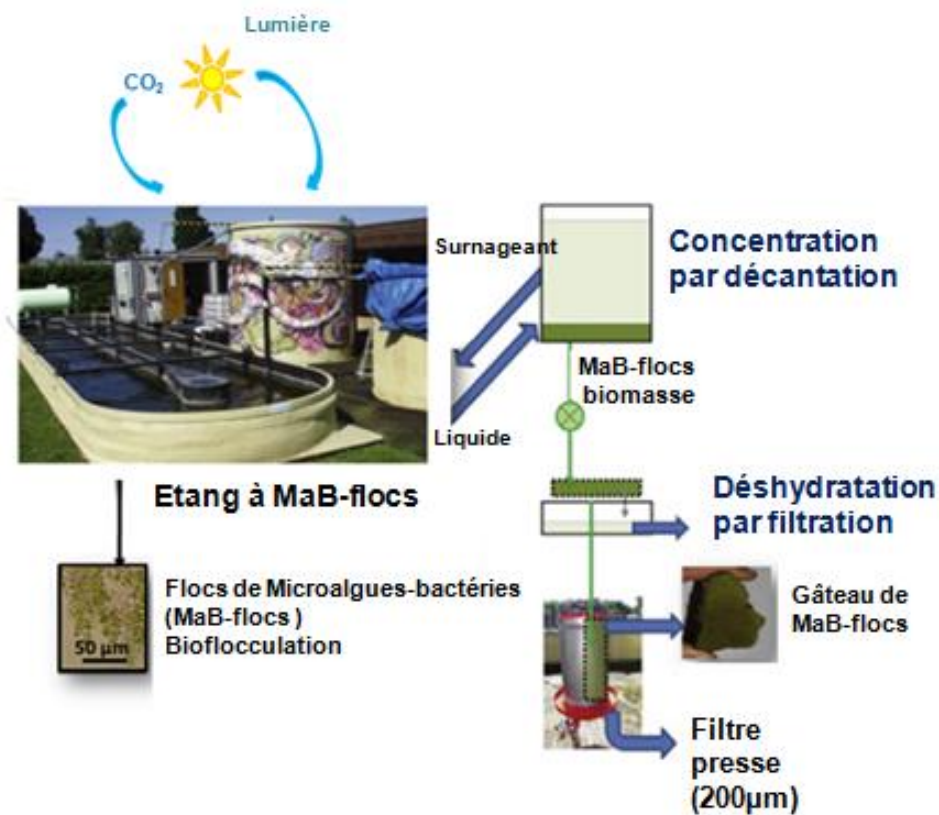 Lumière
CO₂
Surnageant
Concentration
par décantation
MaB-flocs
biomasse
Liquide
Etang à MaB-flocs
Déshydratation
par filtration
Flocs de Microalgues-bactéries
(MaB-flocs )
Bioflocculation
50 µm
Gâteau de
MaB-flocs
Filtre
presse
(200µm)